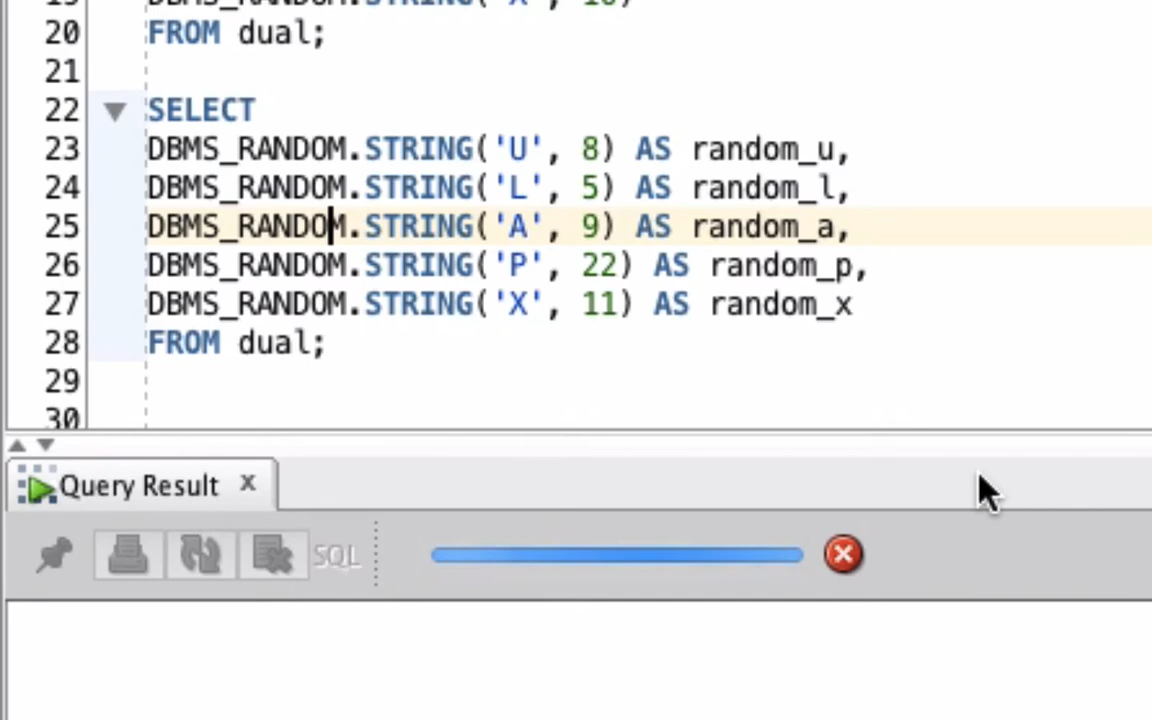 20 FROM dual;
21
22 SELECT
23 DBMS_RANDOM.STRING('U', 8) AS random_u,
24 DBMS_RANDOM.STRING('L', 5) AS random_l,
25 DBMS_RANDOM.STRING('A', 9) AS random_a,
26 DBMS_RANDOM.STRING('P', 22) AS random_p,
27 DBMS_RANDOM.STRING('X', 11) AS random_x
28 FROM dual;
29
30
Query Result x
SQL